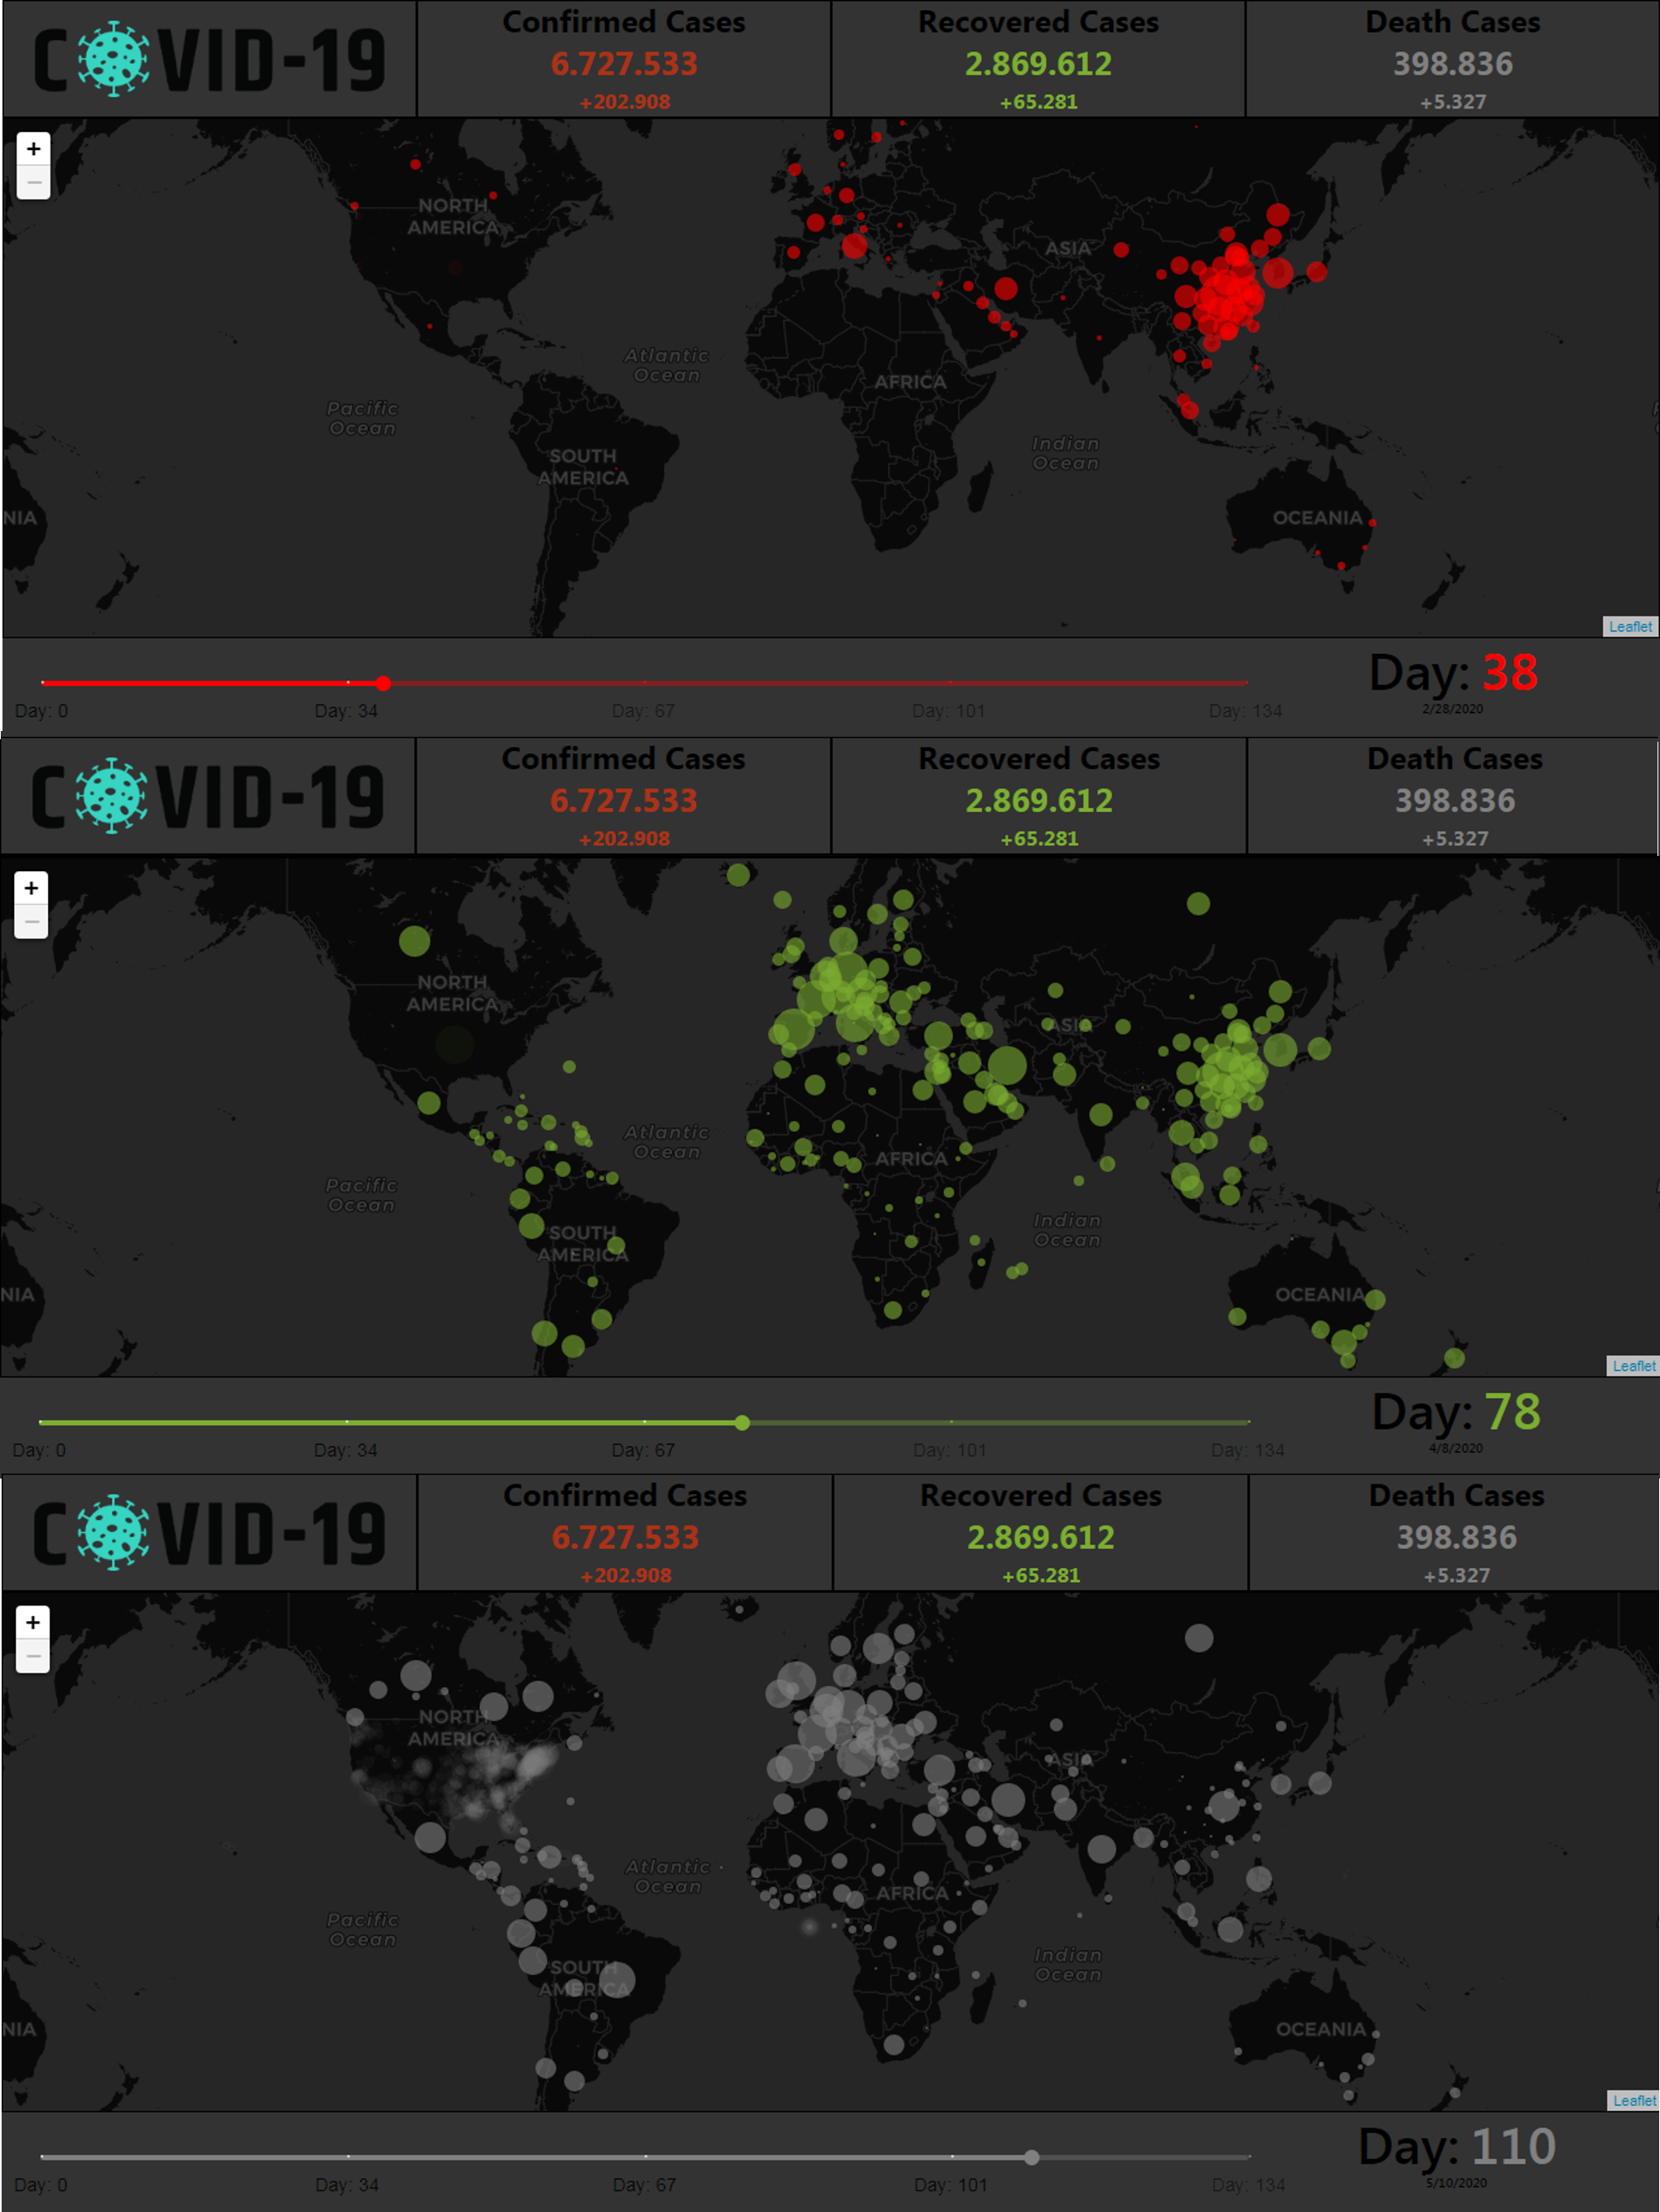 COVID-19
Confirmed Cases
6.727.533
+202.908
Recovered Cases
2.869.612
+65.281
Death Cases
398.836
+5.327
+
−
NORTH
AMERICA
ASIA
Atlantic
Ocean
AFRICA
Pacific
Ocean
Indian
Ocean
SOUTH
AMERICA
NIA
OCEANIA
Leaflet
Day: 38
2/28/2020
Day: 0
Day: 34
Day: 67
Day: 101
Day: 134
COVID-19
Confirmed Cases
6.727.533
+202.908
Recovered Cases
2.869.612
+65.281
Death Cases
398.836
+5.327
+
−
NORTH
AMERICA
ASIA
Atlantic
Ocean
AFRICA
Pacific
Ocean
Indian
Ocean
SOUTH
AMERICA
NIA
OCEANIA
Leaflet
Day: 78
4/8/2020
Day: 0
Day: 34
Day: 67
Day: 101
Day: 134
COVID-19
Confirmed Cases
6.727.533
+202.908
Recovered Cases
2.869.612
+65.281
Death Cases
398.836
+5.327
+
−
NORTH
AMERICA
ASIA
Atlantic
Ocean
AFRICA
Pacific
Ocean
Indian
Ocean
SOUTH
AMERICA
NIA
OCEANIA
Leaflet
Day: 110
5/10/2020
Day: 0
Day: 34
Day: 67
Day: 101
Day: 134